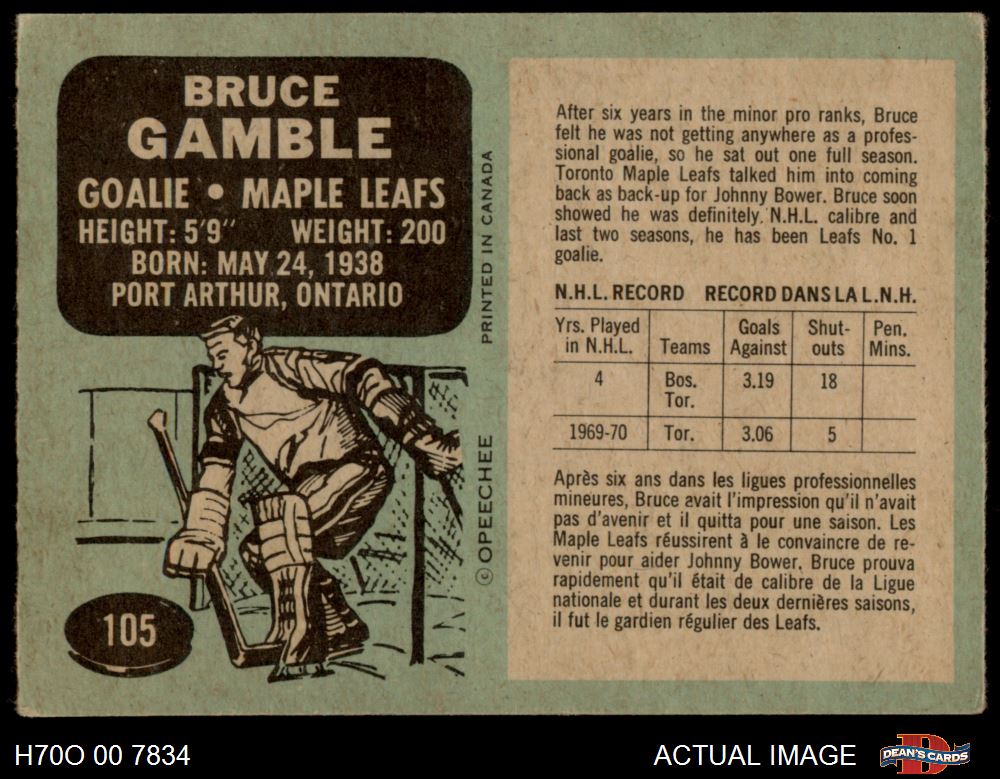 BRUCE
GAMBLE
GOALIE • MAPLE LEAFS
HEIGHT: 5'9" WEIGHT: 200
BORN: MAY 24, 1938
PORT ARTHUR, ONTARIO
105
PRINTED IN CANADA
© OPEECHEE
After six years in the minor pro ranks, Bruce
felt he was not getting anywhere as a profes-
sional goalie, so he sat out one full season.
Toronto Maple Leafs talked him into coming
back as back-up for Johnny Bower. Bruce soon
showed he was definitely N.H.L. calibre and
last two seasons, he has been Leafs No. 1
goalie.
N.H.L. RECORD RECORD DANS LA L.N.H.
Yrs. Played in N.H.L. Teams Goals Against Shut-outs Pen. Mins.
4 Bos. Tor. 3.19 18
1969-70 Tor. 3.06 5
Après six ans dans les ligues professionnelles
mineures, Bruce avait l'impression qu'il n'avait
pas d'avenir et il quitta pour une saison. Les
Maple Leafs réussirent à le convaincre de re-
venir pour aider Johnny Bower. Bruce prouva
rapidement qu'il était de calibre de la Ligue
nationale et durant les deux dernières saisons,
il fut le gardien régulier des Leafs.
H70O 00 7834
ACTUAL IMAGE
DEAN'S CARDS